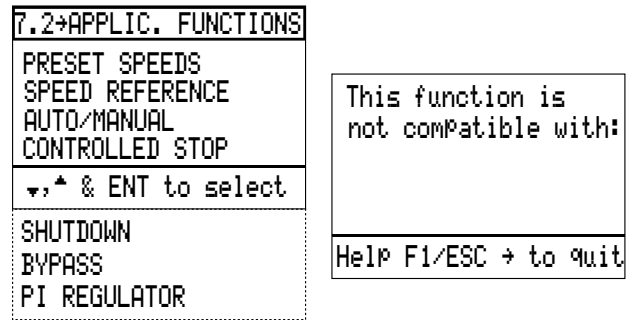 7.2→APPLIC. FUNCTIONS
PRESET SPEEDS
SPEED REFERENCE
AUTO/MANUAL
CONTROLLED STOP
▾,▴ & ENT to select
SHUTDOWN
BYPASS
PI REGULATOR
This function is
not compatible with:
Help F1/ESC → to quit